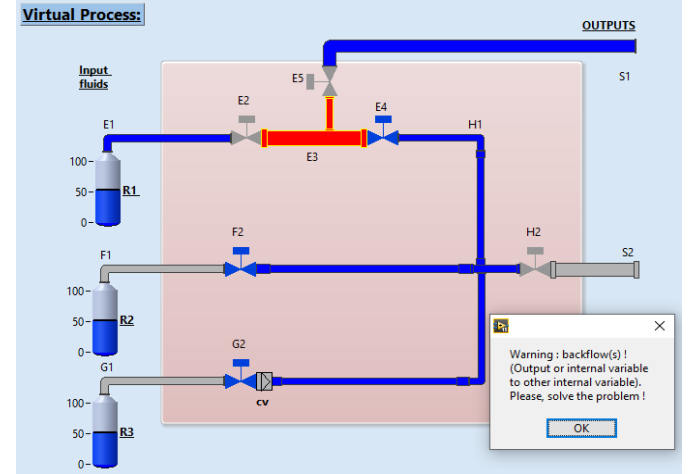 Virtual Process:
OUTPUTS
Input
fluids
E5
S1
E2
E4
E1
H1
E3
100
50
R1
0
F2
H2
F1
S2
100
50
R2
0
G1
G2
Warning : backflow(s) !
(Output or internal variable
to other internal variable).
Please, solve the problem !
OK
cv
100
50
R3
0